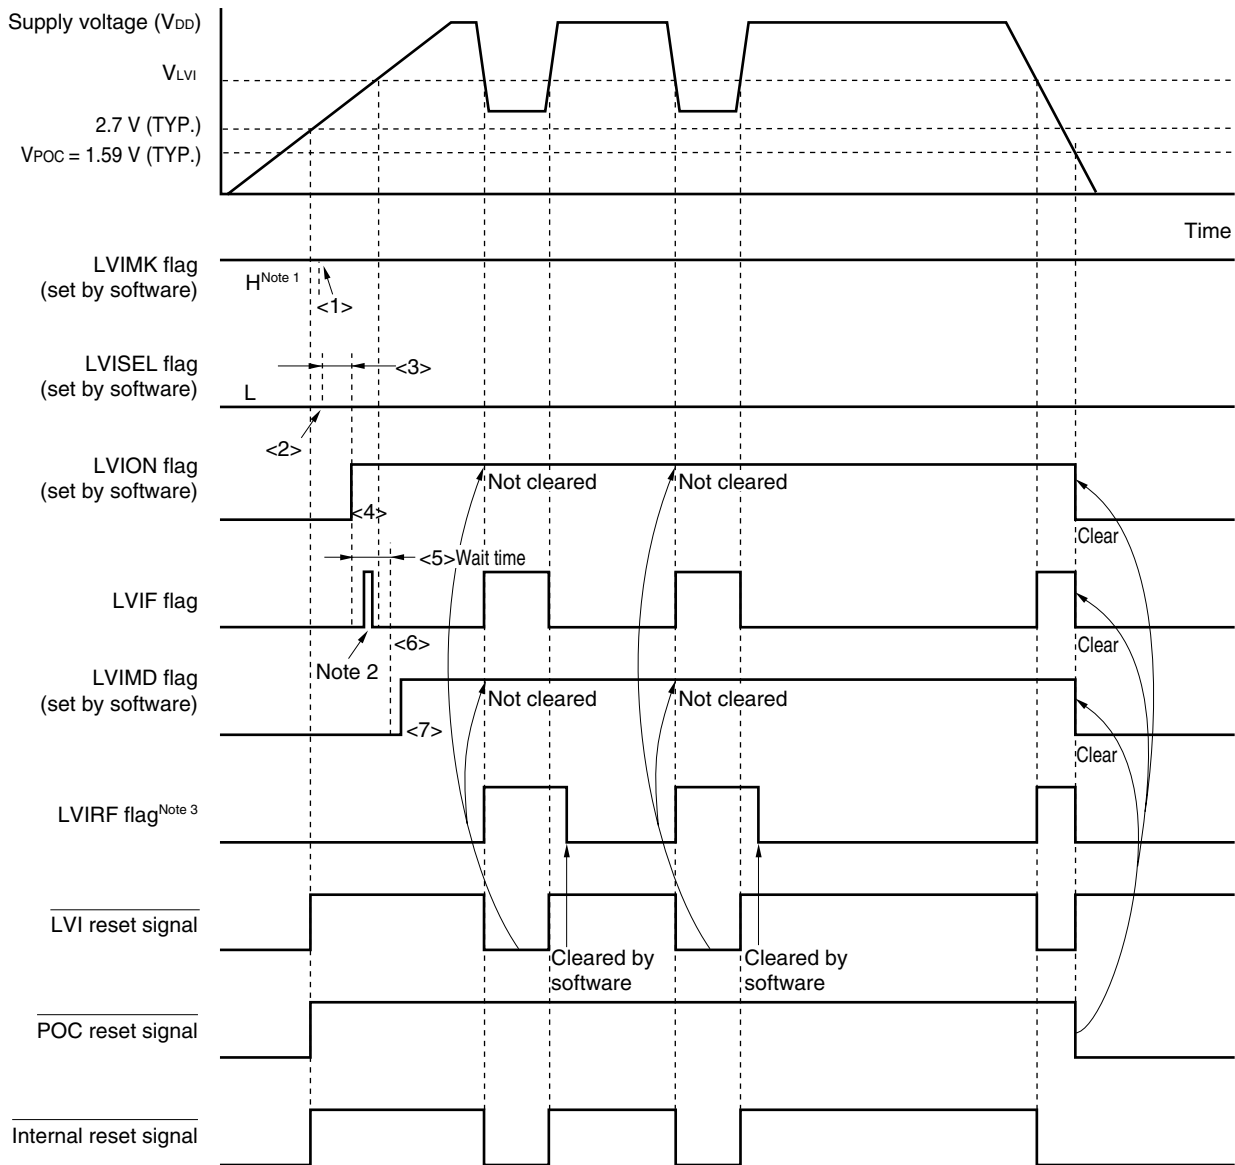 Supply voltage (VDD)
VLVI
2.7 V (TYP.)
VPOC = 1.59 V (TYP.)
Time
LVIMK flag
(set by software)
H Note 1
<1>
LVISEL flag
(set by software)
<3>
L
<2>
LVION flag
(set by software)
Not cleared
Not cleared
<4>
Clear
<5> Wait time
LVIF flag
<6>
Clear
Note 2
LVIMD flag
(set by software)
Not cleared
Not cleared
<7>
Clear
LVIRF flag Note 3
LVI reset signal
Cleared by
software
Cleared by
software
POC reset signal
Internal reset signal